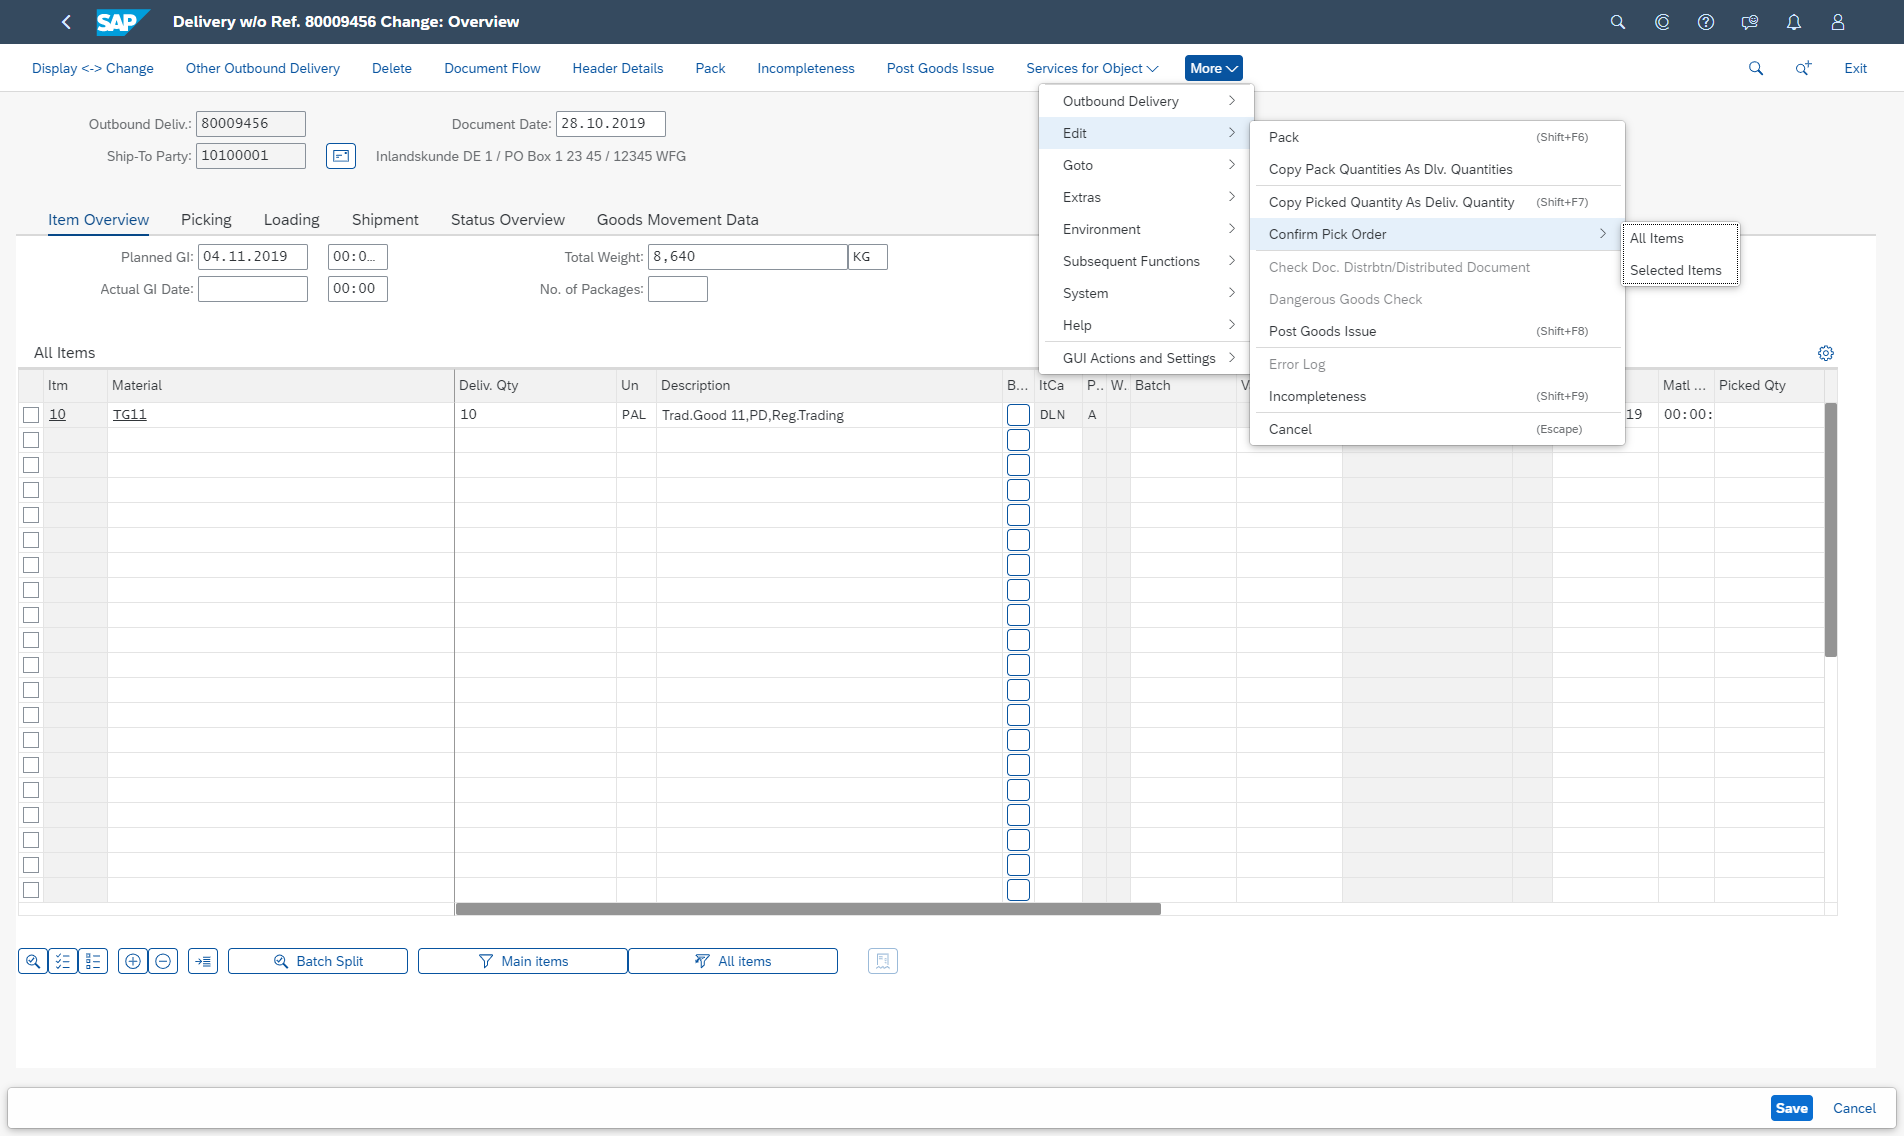 SAP Delivery w/o Ref. 80009456 Change: Overview
Display <-> Change Other Outbound Delivery Delete Document Flow Header Details Pack Incompleteness Post Goods Issue Services for Object More Exit
Outbound Deliv.: 80009456 Document Date: 28.10.2019
Ship-To Party: 10100001 Inlandskunde DE 1 / PO Box 1 23 45 / 12345 WFG
Outbound Delivery
Edit
Goto
Extras
Environment
Subsequent Functions
System
Help
GUI Actions and Settings
Pack (Shift+F6)
Copy Pack Quantities As Dlv. Quantities
Copy Picked Quantity As Deliv. Quantity (Shift+F7)
Confirm Pick Order
Check Doc. Distrbtn/Distributed Document
Dangerous Goods Check
Post Goods Issue (Shift+F8)
Error Log
Incompleteness (Shift+F9)
Cancel (Escape)
All Items
Selected Items
Item Overview Picking Loading Shipment Status Overview Goods Movement Data
Planned GI: 04.11.2019 00:0... Total Weight: 8,640 KG
Actual GI Date: 00:00 No. of Packages:
All Items
Itm Material Deliv. Qty Un Description B... ItCa P.. W. Batch V Matl ... Picked Qty
10 TG11 10 PAL Trad.Good 11,PD,Reg.Trading DLN A 19 00:00:
Batch Split Main items All items
Save Cancel